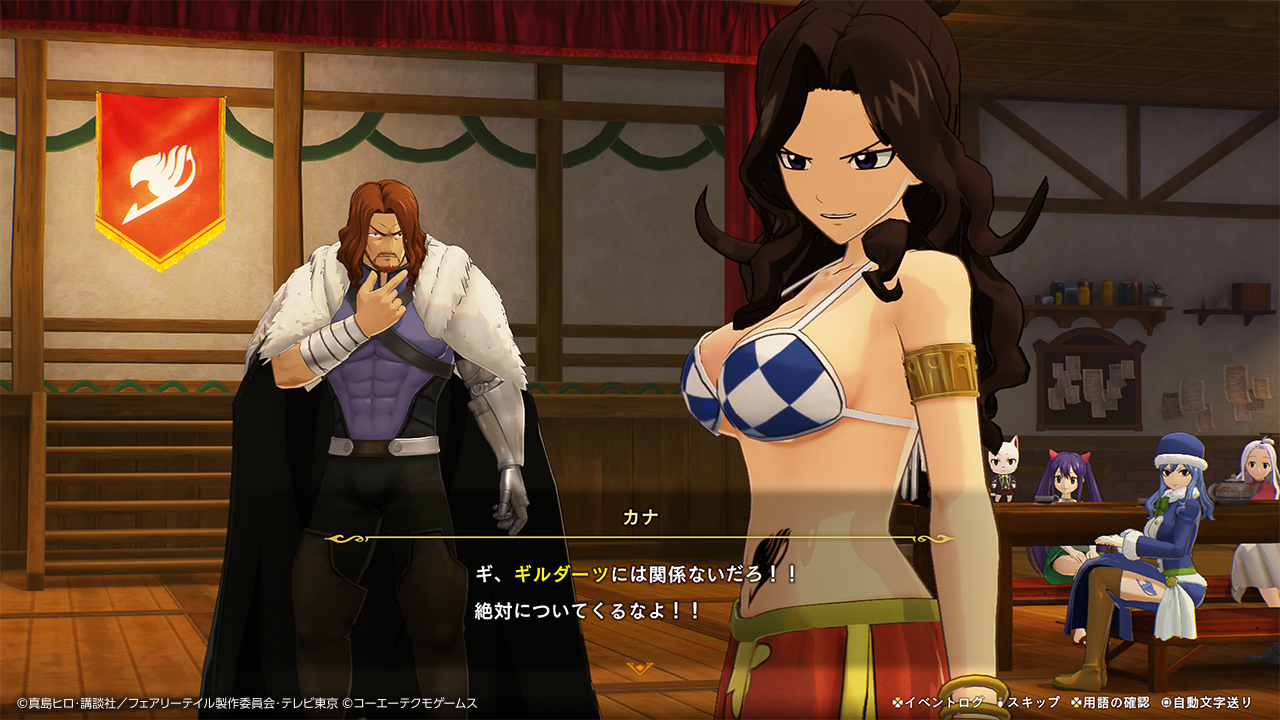 カナ
ギ、ギルダーツには関係ないだろ！！
絶対についてくるなよ！！
©真島ヒロ・講談社／フェアリーテイル製作委員会・テレビ東京 ©コーエーテクモゲームス
イベントログ スキップ 用語の確認 自動文字送り